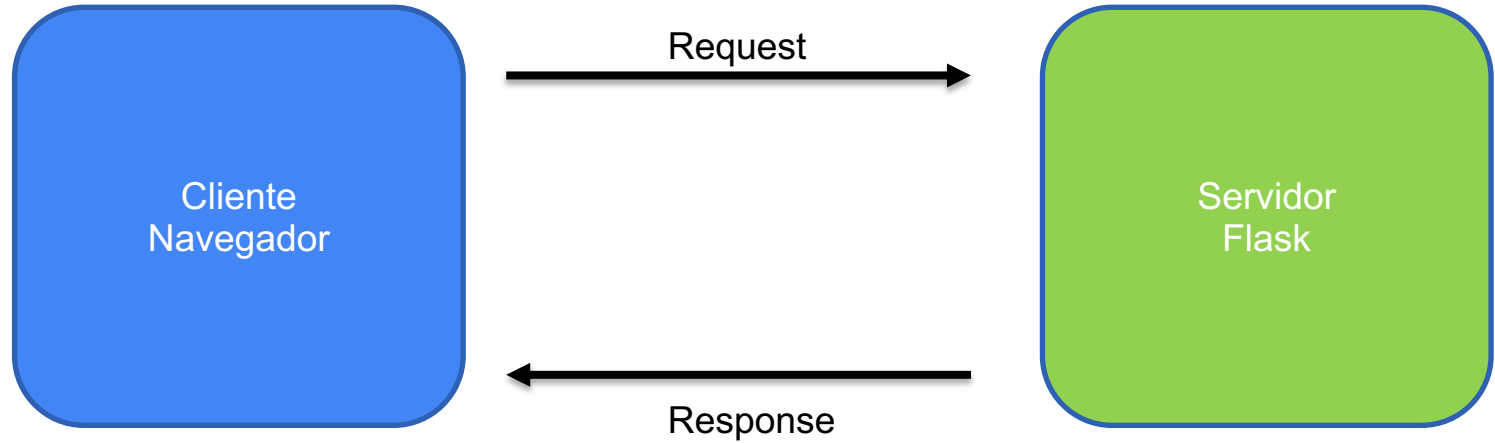 Request
Cliente
Navegador
Servidor
Flask
Response